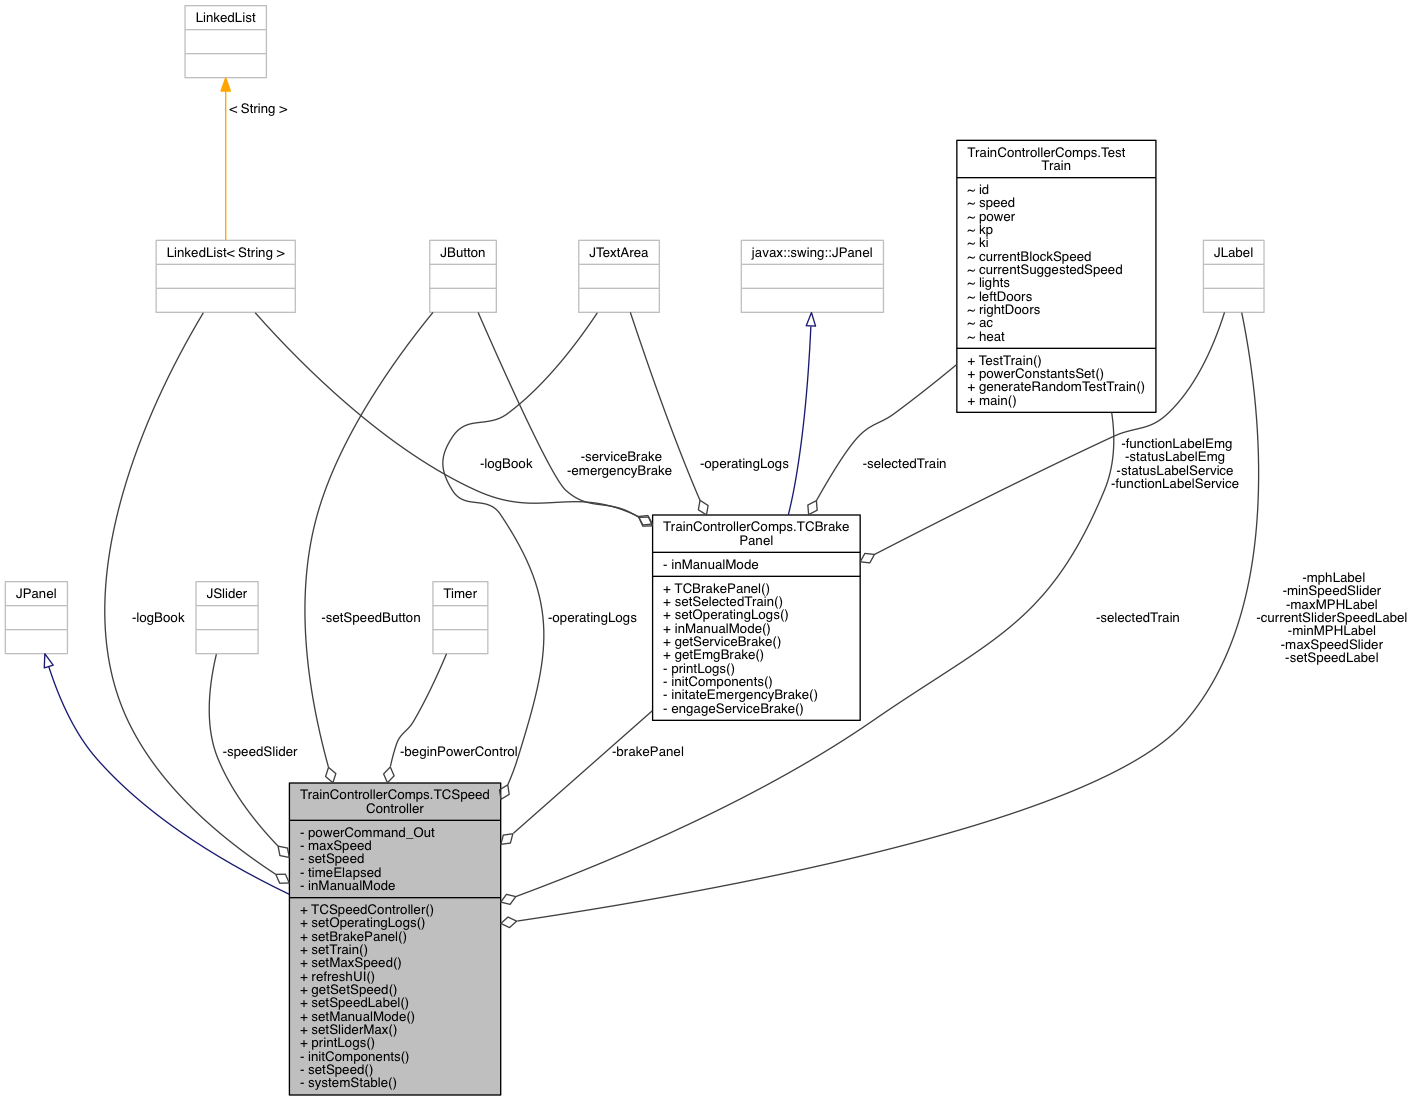 LinkedList
< String >
TrainControllerComps.Test
Train
~ id
~ speed
~ power
~ kp
~ ki
~ currentBlockSpeed
~ currentSuggestedSpeed
~ lights
~ leftDoors
~ rightDoors
~ ac
~ heat
+ TestTrain()
+ powerConstantsSet()
+ generateRandomTestTrain()
+ main()
LinkedList< String >
JButton
JTextArea
javax::swing::JPanel
JLabel
-logBook
-serviceBrake
-emergencyBrake
-operatingLogs
-selectedTrain
-functionLabelEmg
-statusLabelEmg
-statusLabelService
-functionLabelService
TrainControllerComps.TCBrake
Panel
- inManualMode
+ TCBrakePanel()
+ setSelectedTrain()
+ setOperatingLogs()
+ inManualMode()
+ getServiceBrake()
+ getEmgBrake()
- printLogs()
- initComponents()
- initateEmergencyBrake()
- engageServiceBrake()
JPanel
JSlider
Timer
-logBook
-setSpeedButton
-operatingLogs
-selectedTrain
-mphLabel
-minSpeedSlider
-maxMPHLabel
-currentSliderSpeedLabel
-minMPHLabel
-maxSpeedSlider
-setSpeedLabel
-speedSlider
-beginPowerControl
-brakePanel
TrainControllerComps.TCSpeed
Controller
- powerCommand_Out
- maxSpeed
- setSpeed
- timeElapsed
- inManualMode
+ TCSpeedController()
+ setOperatingLogs()
+ setBrakePanel()
+ setTrain()
+ setMaxSpeed()
+ refreshUI()
+ getSetSpeed()
+ setSpeedLabel()
+ setManualMode()
+ setSliderMax()
+ printLogs()
- initComponents()
- setSpeed()
- systemStable()